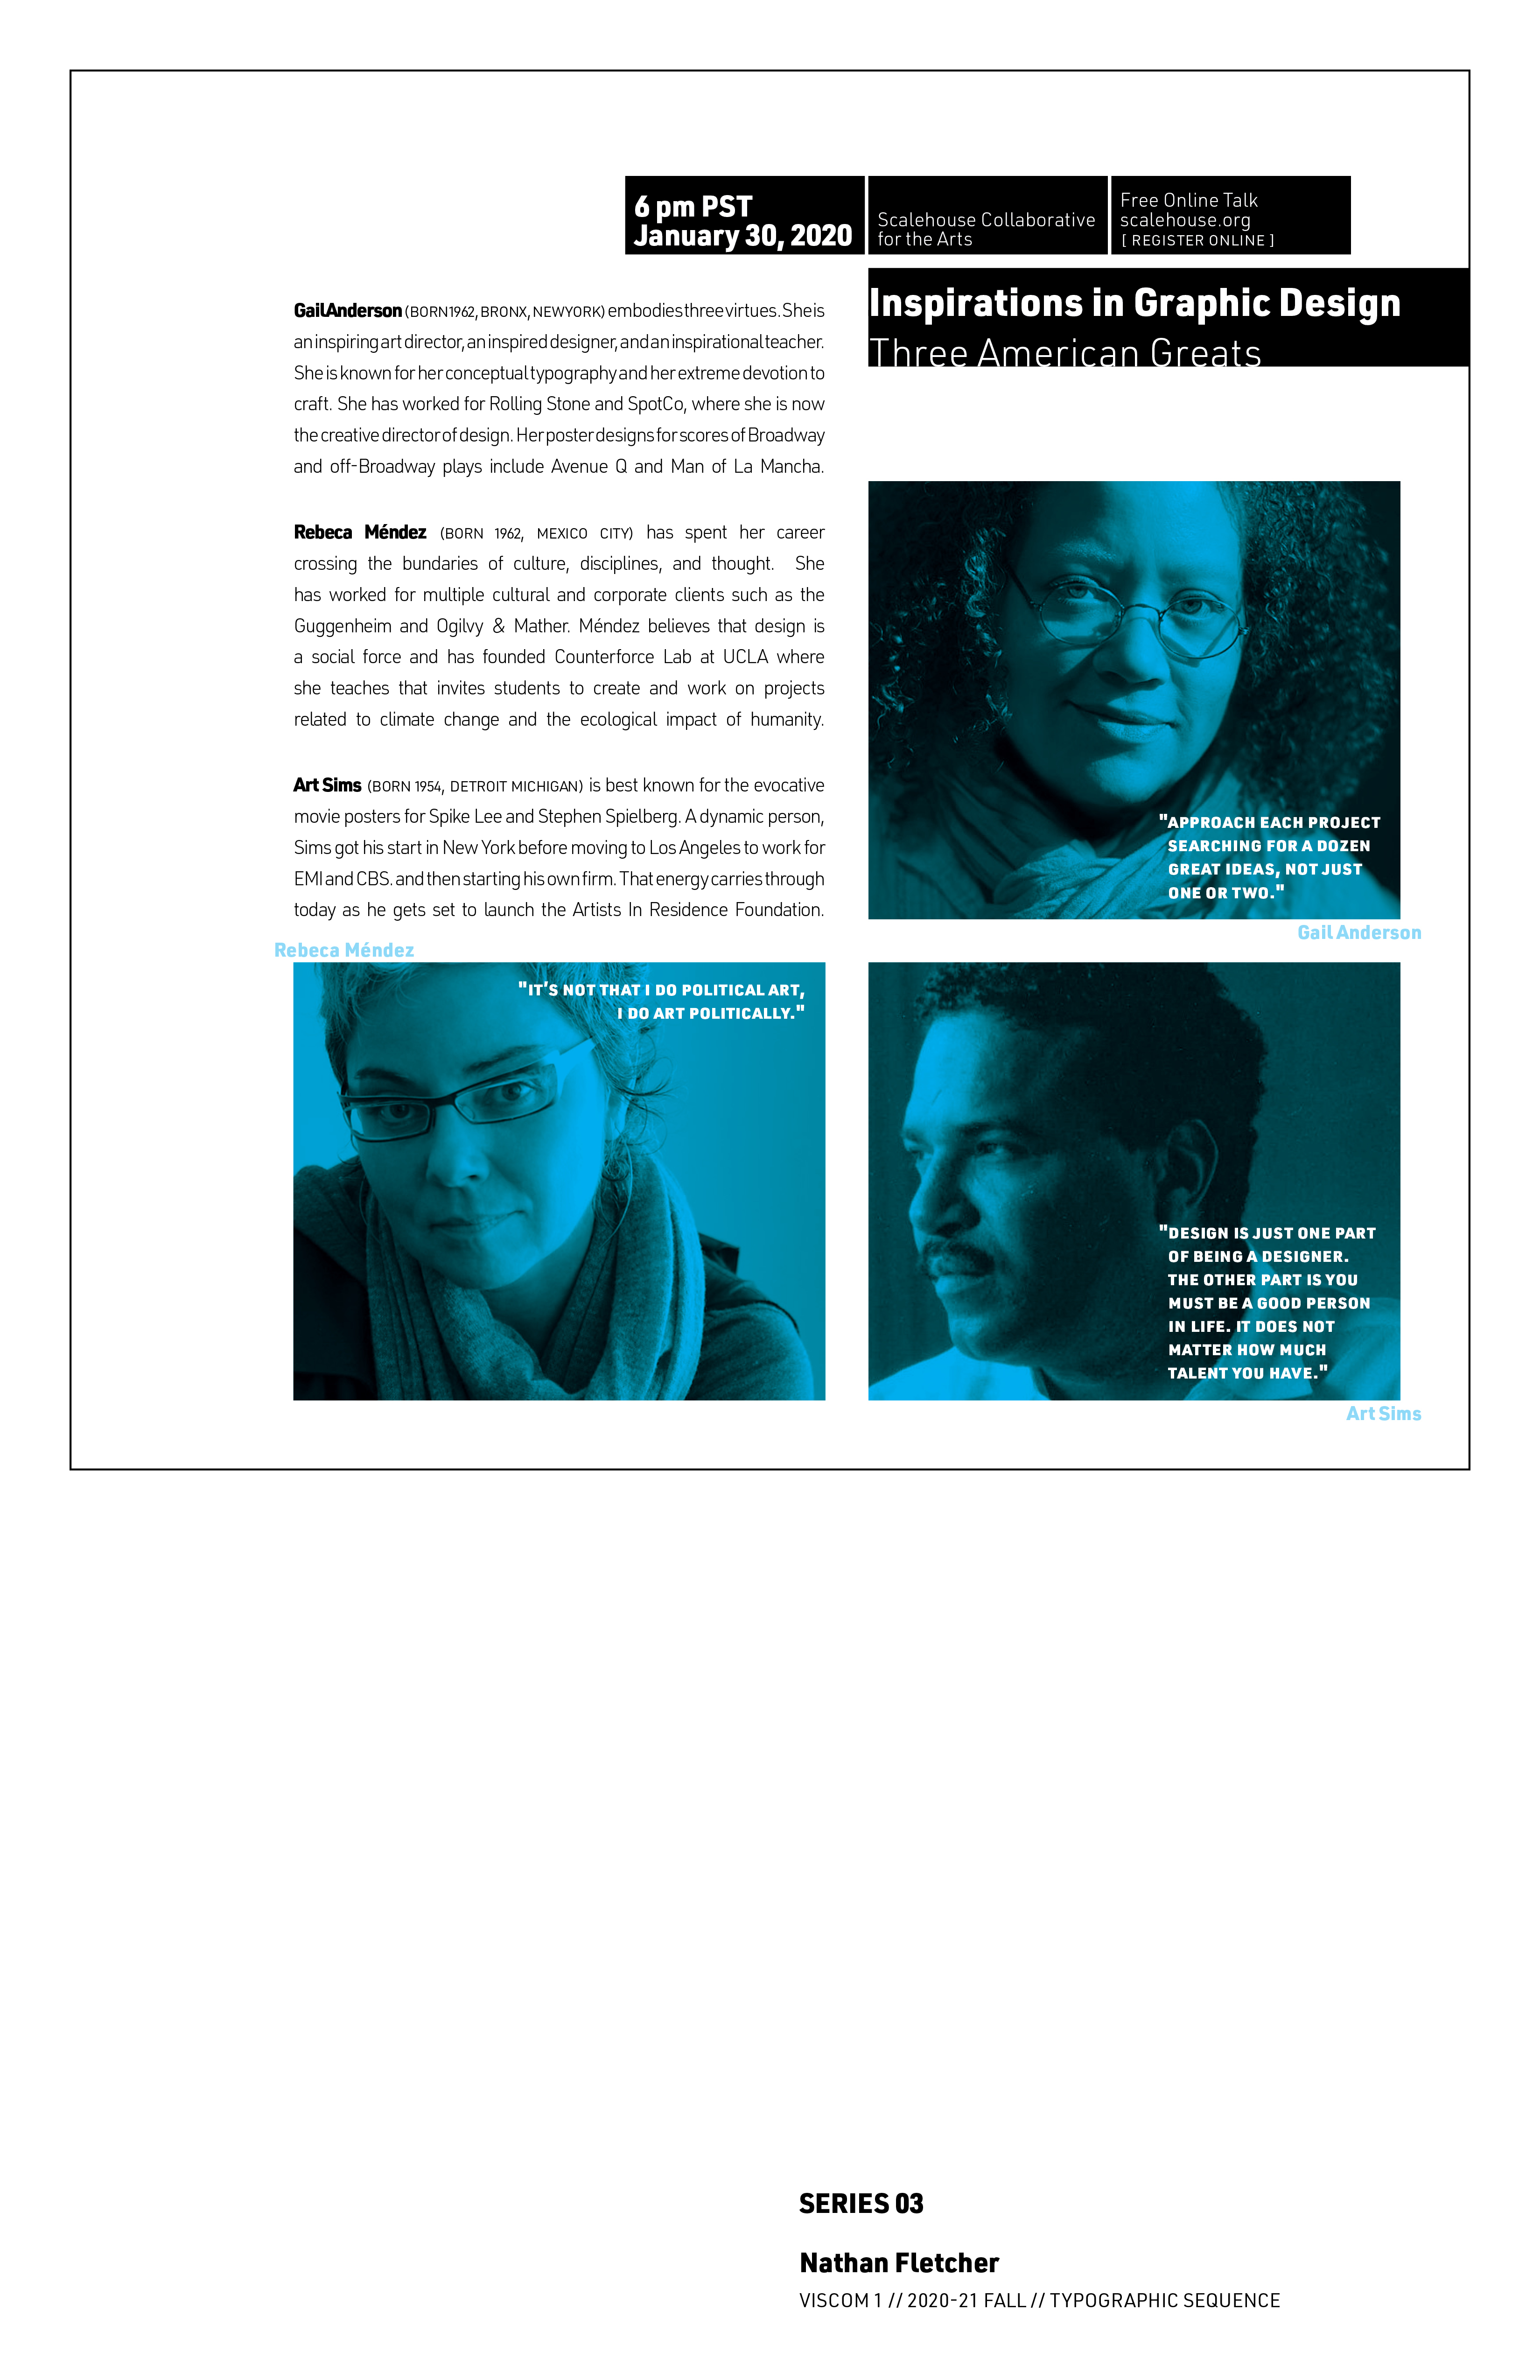 6 pm PST
January 30, 2020
Scalehouse Collaborative
for the Arts
Free Online Talk
scalehouse.org
[ REGISTER ONLINE ]
Inspirations in Graphic Design
Three American Greats
Gail Anderson (BORN 1962, BRONX, NEW YORK) embodies three virtues. She is
an inspiring art director, an inspired designer, and an inspirational teacher.
She is known for her conceptual typography and her extreme devotion to
craft. She has worked for Rolling Stone and SpotCo, where she is now
the creative director of design. Her poster designs for scores of Broadway
and off-Broadway plays include Avenue Q and Man of La Mancha.
Rebeca Méndez (BORN 1962, MEXICO CITY) has spent her career
crossing the bundaries of culture, disciplines, and thought. She
has worked for multiple cultural and corporate clients such as the
Guggenheim and Ogilvy & Mather. Méndez believes that design is
a social force and has founded Counterforce Lab at UCLA where
she teaches that invites students to create and work on projects
related to climate change and the ecological impact of humanity.
Art Sims (BORN 1954, DETROIT MICHIGAN) is best known for the evocative
movie posters for Spike Lee and Stephen Spielberg. A dynamic person,
Sims got his start in New York before moving to Los Angeles to work for
EMI and CBS. and then starting his own firm. That energy carries through
today as he gets set to launch the Artists In Residence Foundation.
"APPROACH EACH PROJECT
SEARCHING FOR A DOZEN
GREAT IDEAS, NOT JUST
ONE OR TWO."
Gail Anderson
Rebeca Méndez
"IT'S NOT THAT I DO POLITICAL ART,
I DO ART POLITICALLY."
"DESIGN IS JUST ONE PART
OF BEING A DESIGNER.
THE OTHER PART IS YOU
MUST BE A GOOD PERSON
IN LIFE. IT DOES NOT
MATTER HOW MUCH
TALENT YOU HAVE."
Art Sims
SERIES 03
Nathan Fletcher
VISCOM 1 // 2020-21 FALL // TYPOGRAPHIC SEQUENCE